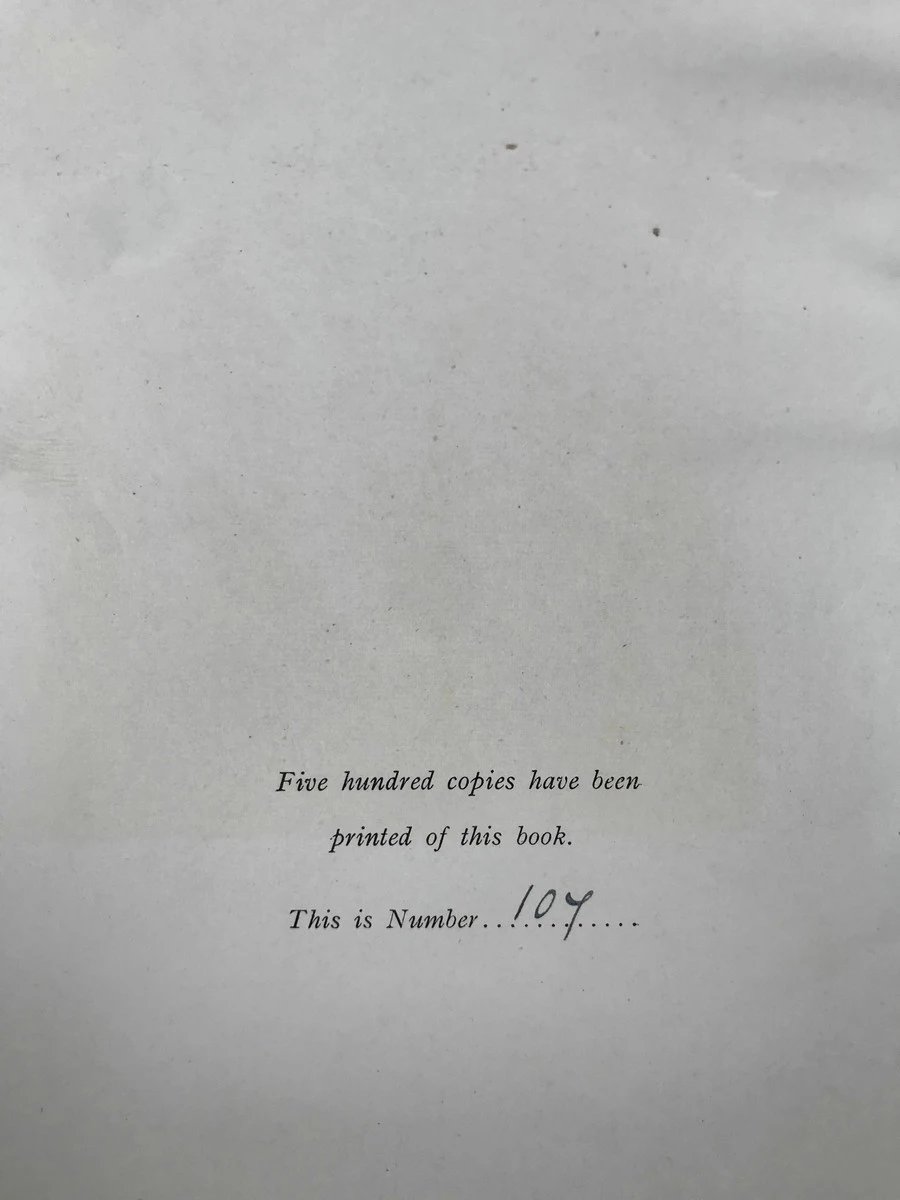 Five hundred copies have been
printed of this book.
This is Number..107.....